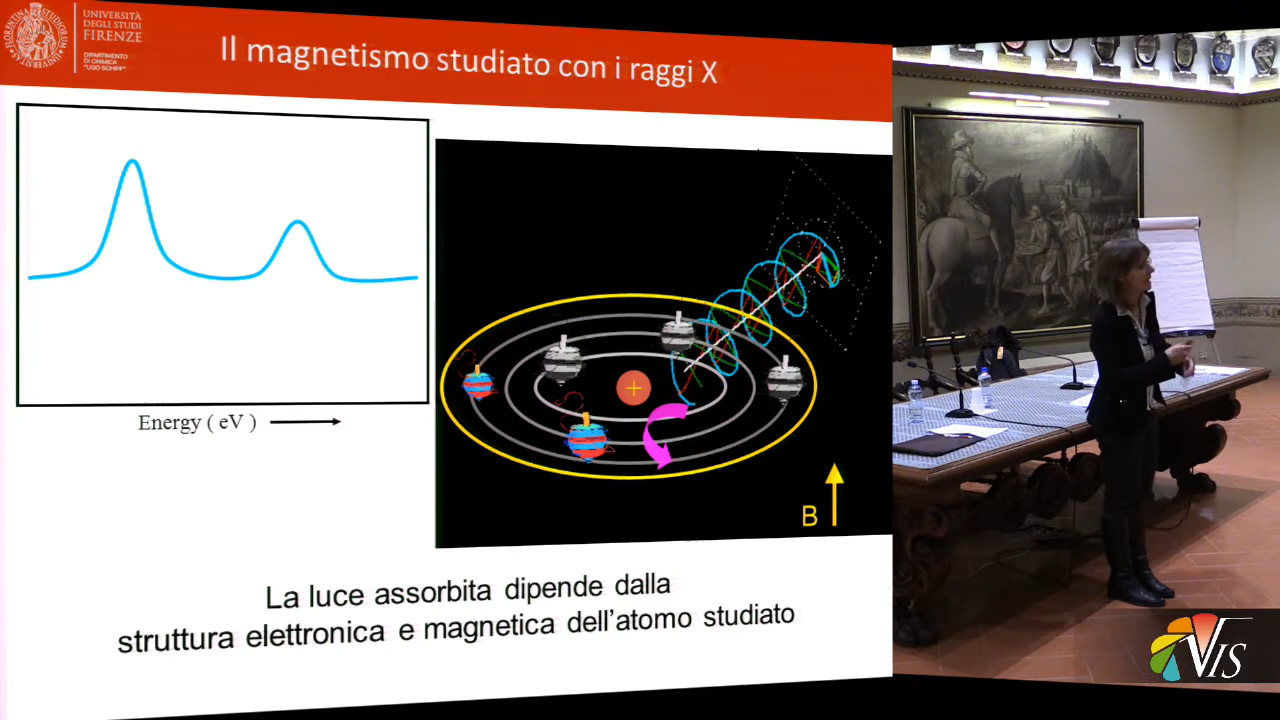 UNIVERSITÀ
DEGLI STUDI
FIRENZE
DIPARTIMENTO
DI CHIMICA
"UGO SCHIFF"
Il magnetismo studiato con i raggi X
Energy ( eV )
B
La luce assorbita dipende dalla
struttura elettronica e magnetica dell'atomo studiato
VIS